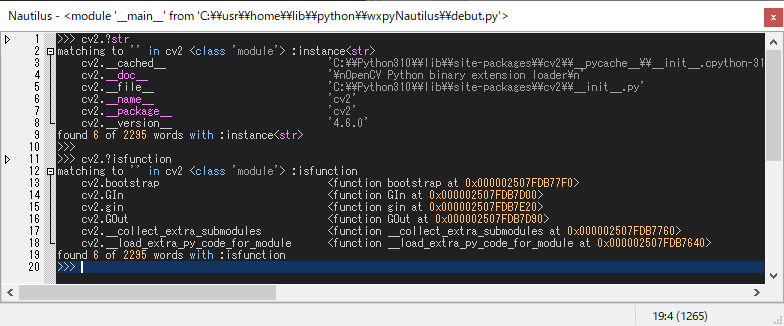 Nautilus - <module '__main__' from 'C:¥¥usr¥¥home¥¥lib¥¥python¥¥wxpyNautilus¥¥debut.py'>
1 >>> cv2.?str
2 matching to '' in cv2 <class 'module'> :instance<str>
3 cv2.__cached__ 'C:¥¥Python310¥¥lib¥¥site-packages¥¥cv2¥¥__pycache__¥¥__init__.cpython-31
4 cv2.__doc__ '¥nOpenCV Python binary extension loader¥n'
5 cv2.__file__ 'C:¥¥Python310¥¥lib¥¥site-packages¥¥cv2¥¥__init__.py'
6 cv2.__name__ 'cv2'
7 cv2.__package__ 'cv2'
8 cv2.__version__ '4.6.0'
9 found 6 of 2295 words with :instance<str>
10 >>>
11 >>> cv2.?isfunction
12 matching to '' in cv2 <class 'module'> :isfunction
13 cv2.bootstrap <function bootstrap at 0x000002507FDB77F0>
14 cv2.GIn <function GIn at 0x000002507FDB7D00>
15 cv2.gin <function gin at 0x000002507FDB7E20>
16 cv2.GOut <function GOut at 0x000002507FDB7D90>
17 cv2.__collect_extra_submodules <function __collect_extra_submodules at 0x000002507FDB7760>
18 cv2.__load_extra_py_code_for_module <function __load_extra_py_code_for_module at 0x000002507FDB7640>
19 found 6 of 2295 words with :isfunction
20 >>>
19:4 (1265)